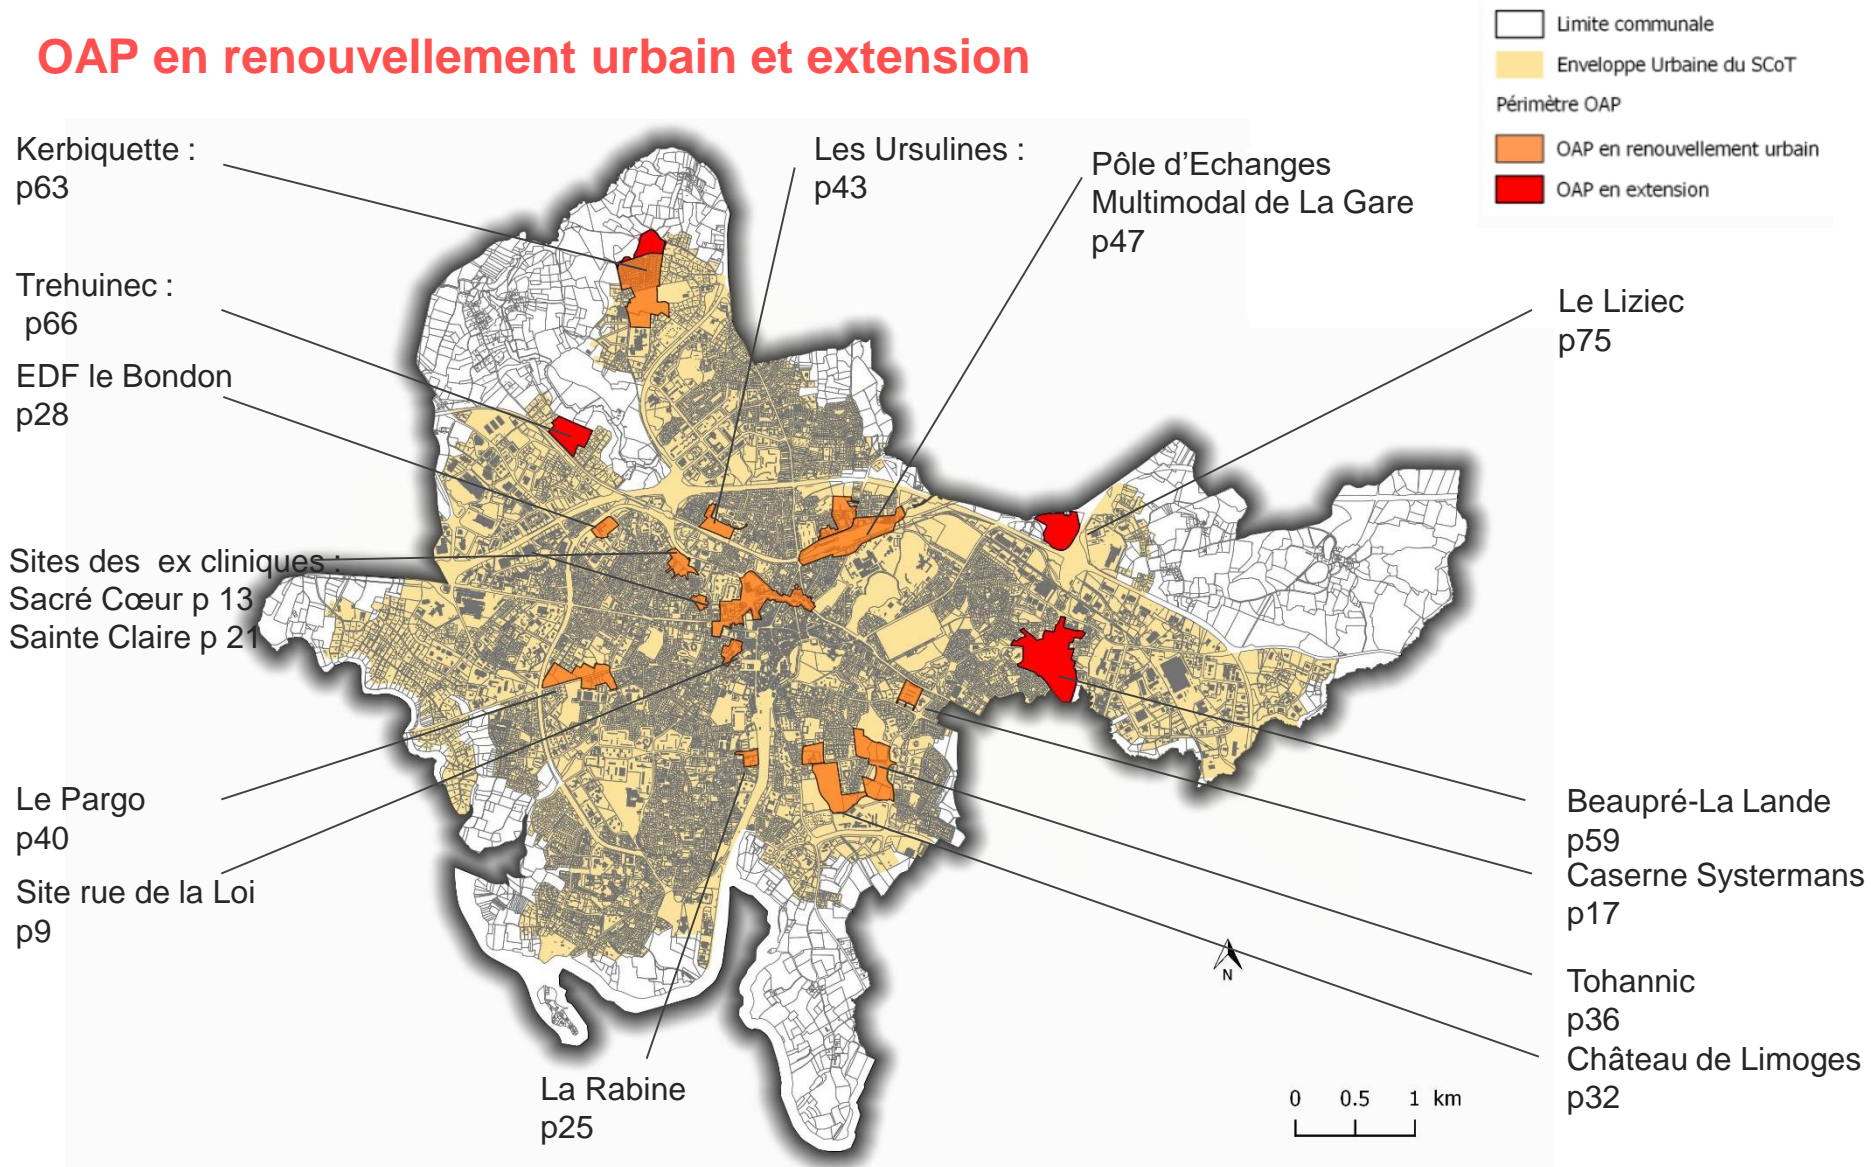 OAP en renouvellement urbain et extension
Limite communale
Enveloppe Urbaine du SCoT
Périmètre OAP
OAP en renouvellement urbain
OAP en extension
Kerbiquette :
p63
Les Ursulines :
p43
Pôle d'Echanges
Multimodal de La Gare
p47
Trehuinec :
p66
Le Liziec
p75
EDF le Bondon
p28
Sites des  ex cliniques :
Sacré Cœur p 13
Sainte Claire p 21
Le Pargo
p40
Site rue de la Loi
p9
Beaupré-La Lande
p59
Caserne Systermans
p17
Tohannic
p36
Château de Limoges
p32
La Rabine
p25
N
0 0.5 1 km